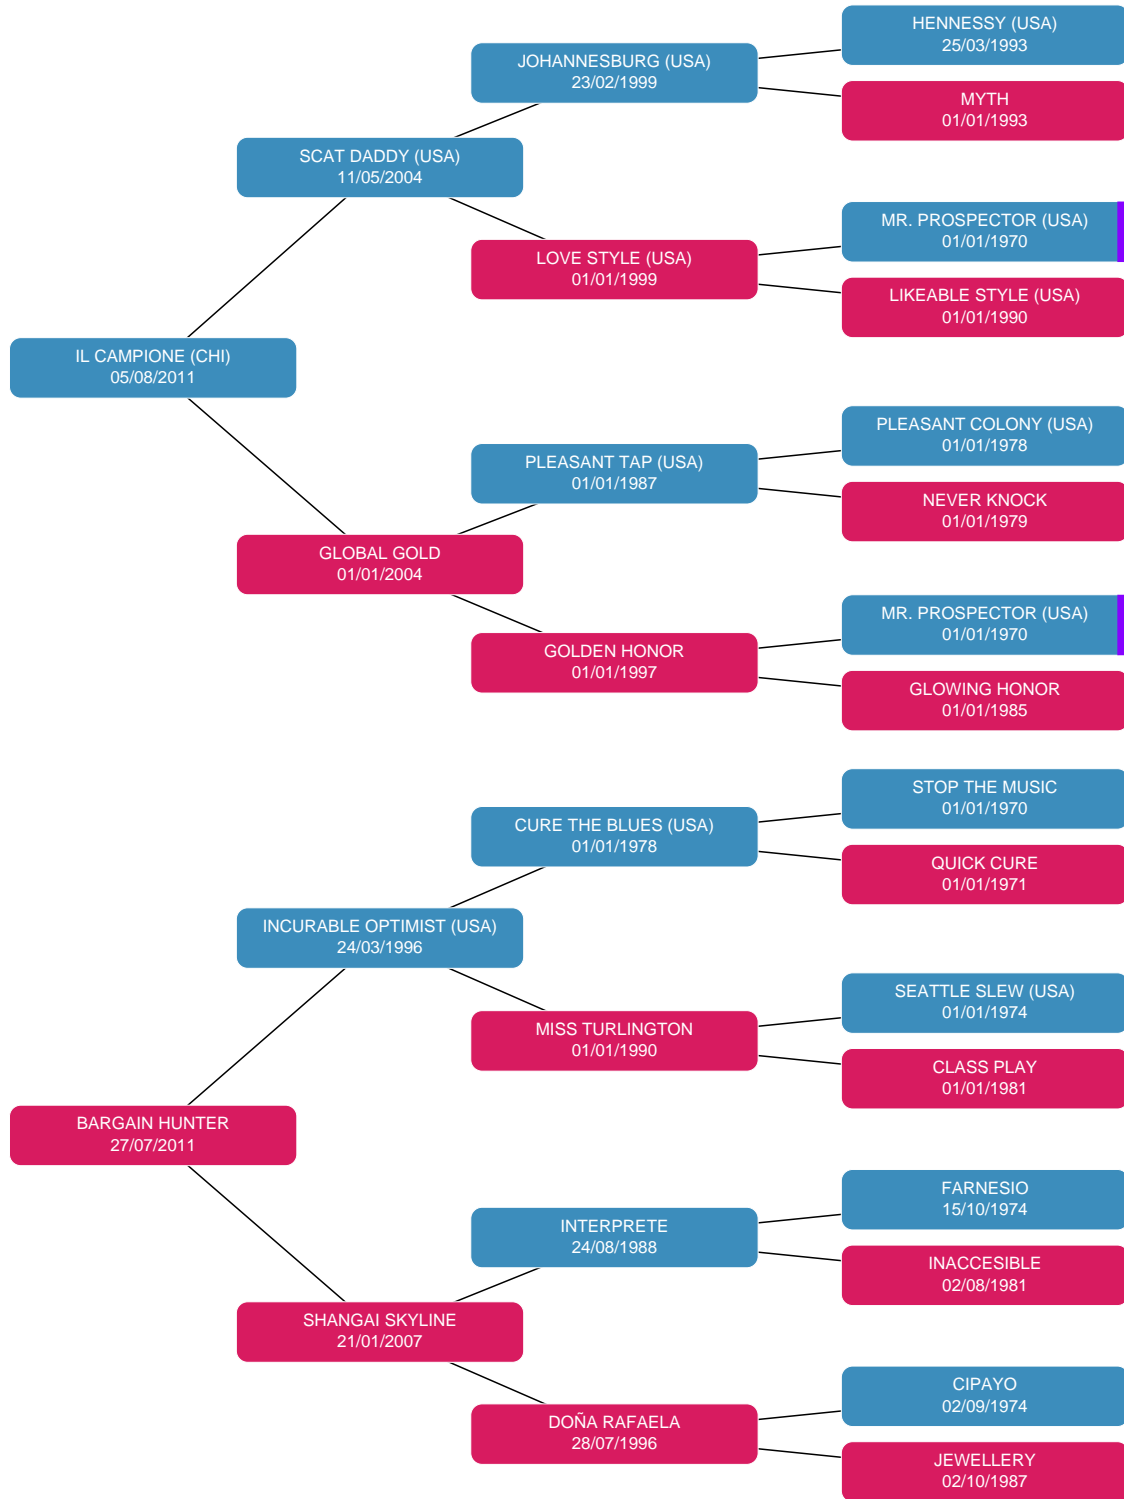 HENNESSY (USA)
25/03/1993
JOHANNESBURG (USA)
23/02/1999
MYTH
01/01/1993
SCAT DADDY (USA)
11/05/2004
MR. PROSPECTOR (USA)
01/01/1970
LOVE STYLE (USA)
01/01/1999
LIKEABLE STYLE (USA)
01/01/1990
IL CAMPIONE (CHI)
05/08/2011
PLEASANT COLONY (USA)
01/01/1978
PLEASANT TAP (USA)
01/01/1987
NEVER KNOCK
01/01/1979
GLOBAL GOLD
01/01/2004
MR. PROSPECTOR (USA)
01/01/1970
GOLDEN HONOR
01/01/1997
GLOWING HONOR
01/01/1985
STOP THE MUSIC
01/01/1970
CURE THE BLUES (USA)
01/01/1978
QUICK CURE
01/01/1971
INCURABLE OPTIMIST (USA)
24/03/1996
SEATTLE SLEW (USA)
01/01/1974
MISS TURLINGTON
01/01/1990
CLASS PLAY
01/01/1981
BARGAIN HUNTER
27/07/2011
FARNESIO
15/10/1974
INTERPRETE
24/08/1988
INACCESIBLE
02/08/1981
SHANGAI SKYLINE
21/01/2007
CIPAYO
02/09/1974
DOÑA RAFAELA
28/07/1996
JEWELLERY
02/10/1987